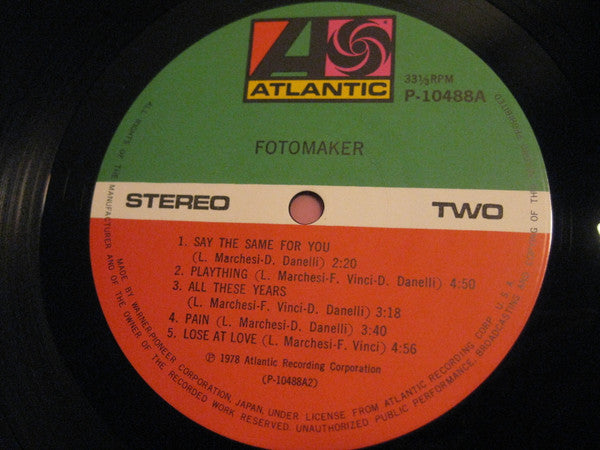 ATLANTIC
33⅓RPM
P-10488A
FOTOMAKER
STEREO
TWO
1. SAY THE SAME FOR YOU
(L. Marchesi-D. Danelli) 2:20
2. PLAYTHING (L. Marchesi-F. Vinci-D. Danelli) 4:50
3. ALL THESE YEARS
(L. Marchesi-F. Vinci-D. Danelli) 3:18
4. PAIN (L. Marchesi-D. Danelli) 3:40
5. LOSE AT LOVE (L. Marchesi-F. Vinci) 4:56
Ⓟ 1978 Atlantic Recording Corporation
(P-10488A2)
MADE BY WARNER-PIONEER CORPORATION, JAPAN, UNDER LICENSE FROM ATLANTIC RECORDING CORP. U.S.A.
ALL RIGHTS OF THE MANUFACTURER AND OF THE OWNER OF THE RECORDED WORK RESERVED. UNAUTHORIZED PUBLIC PERFORMANCE, BROADCASTING AND COPYING OF THE